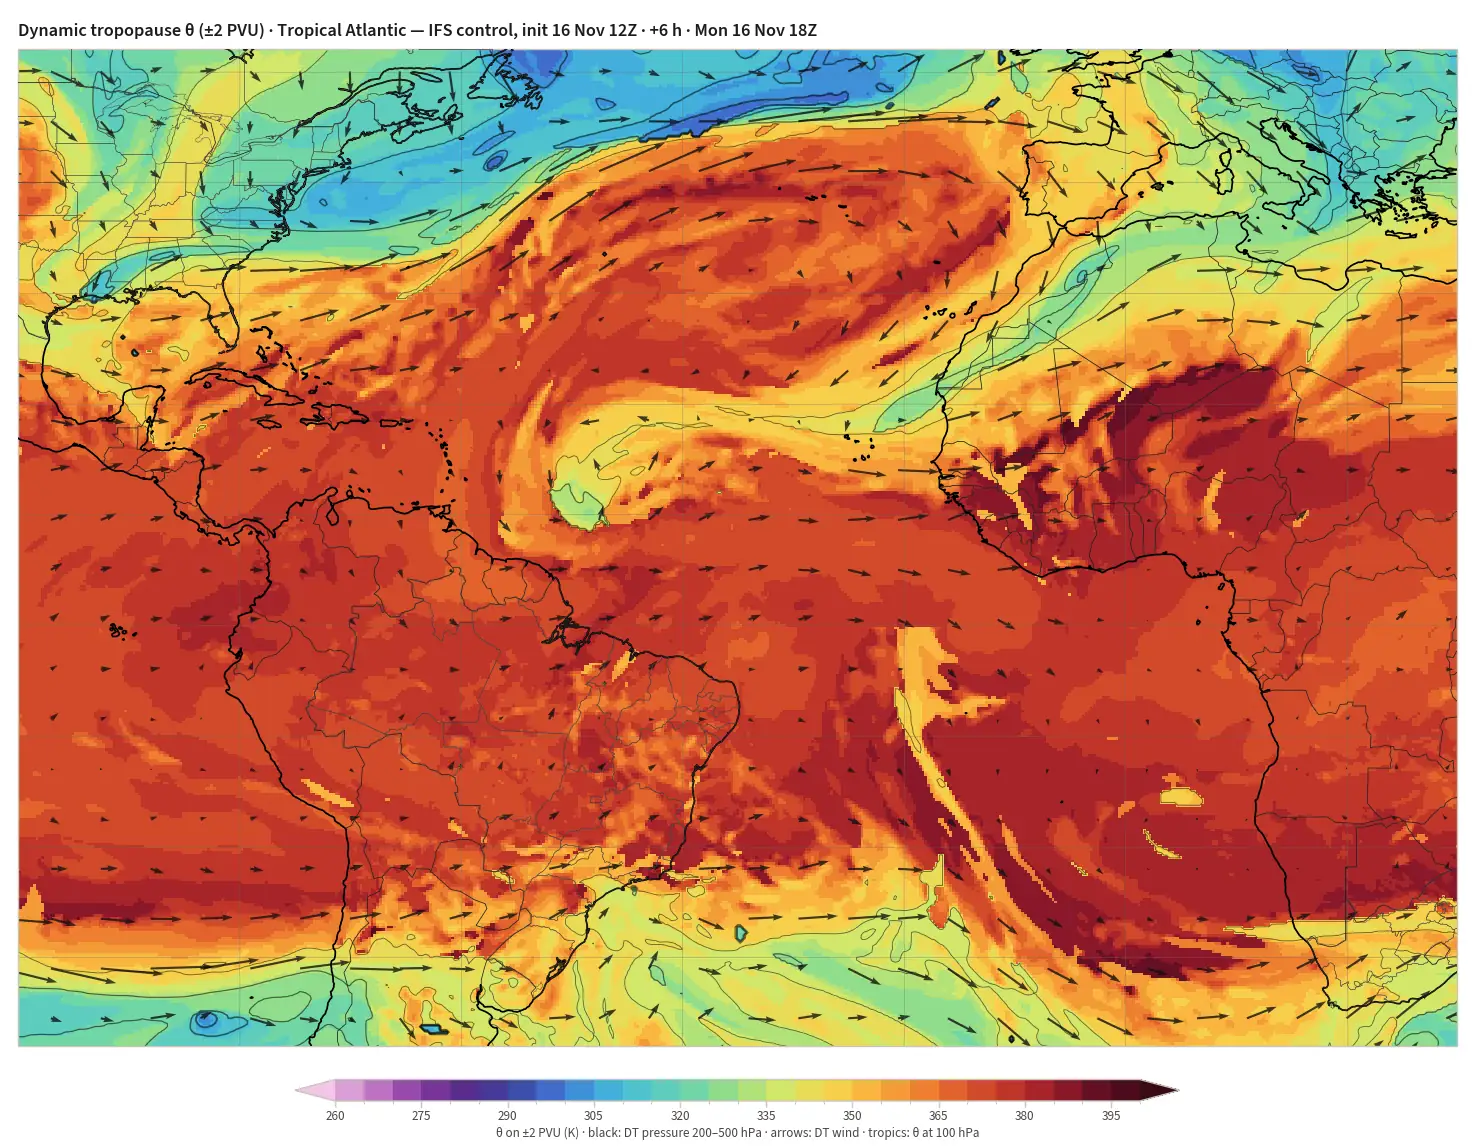 Dynamic tropopause θ (±2 PVU) · Tropical Atlantic — IFS control, init 16 Nov 12Z · +6 h · Mon 16 Nov 18Z
260 275 290 305 320 335 350 365 380 395
θ on ±2 PVU (K) · black: DT pressure 200–500 hPa · arrows: DT wind · tropics: θ at 100 hPa